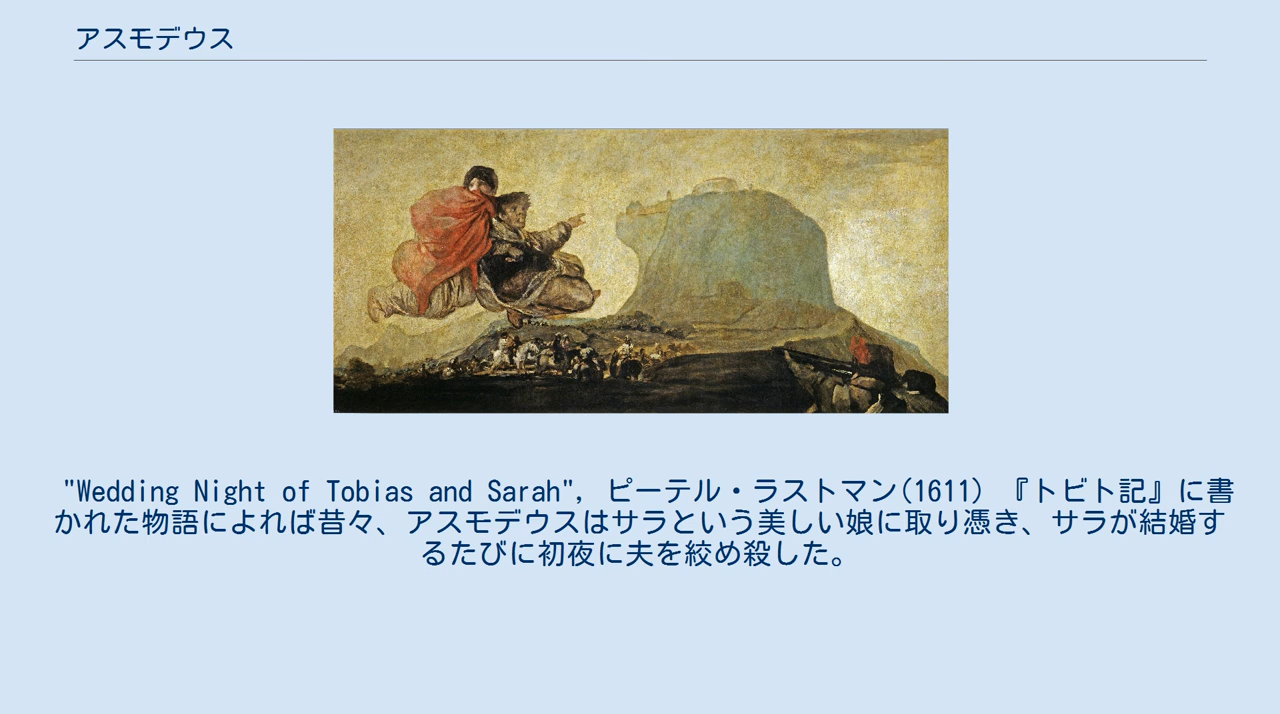 アスモデウス
"Wedding Night of Tobias and Sarah", ピーテル・ラストマン(1611) 『トビト記』に書
かれた物語によれば昔々、アスモデウスはサラという美しい娘に取り憑き、サラが結婚す
るたびに初夜に夫を絞め殺した。